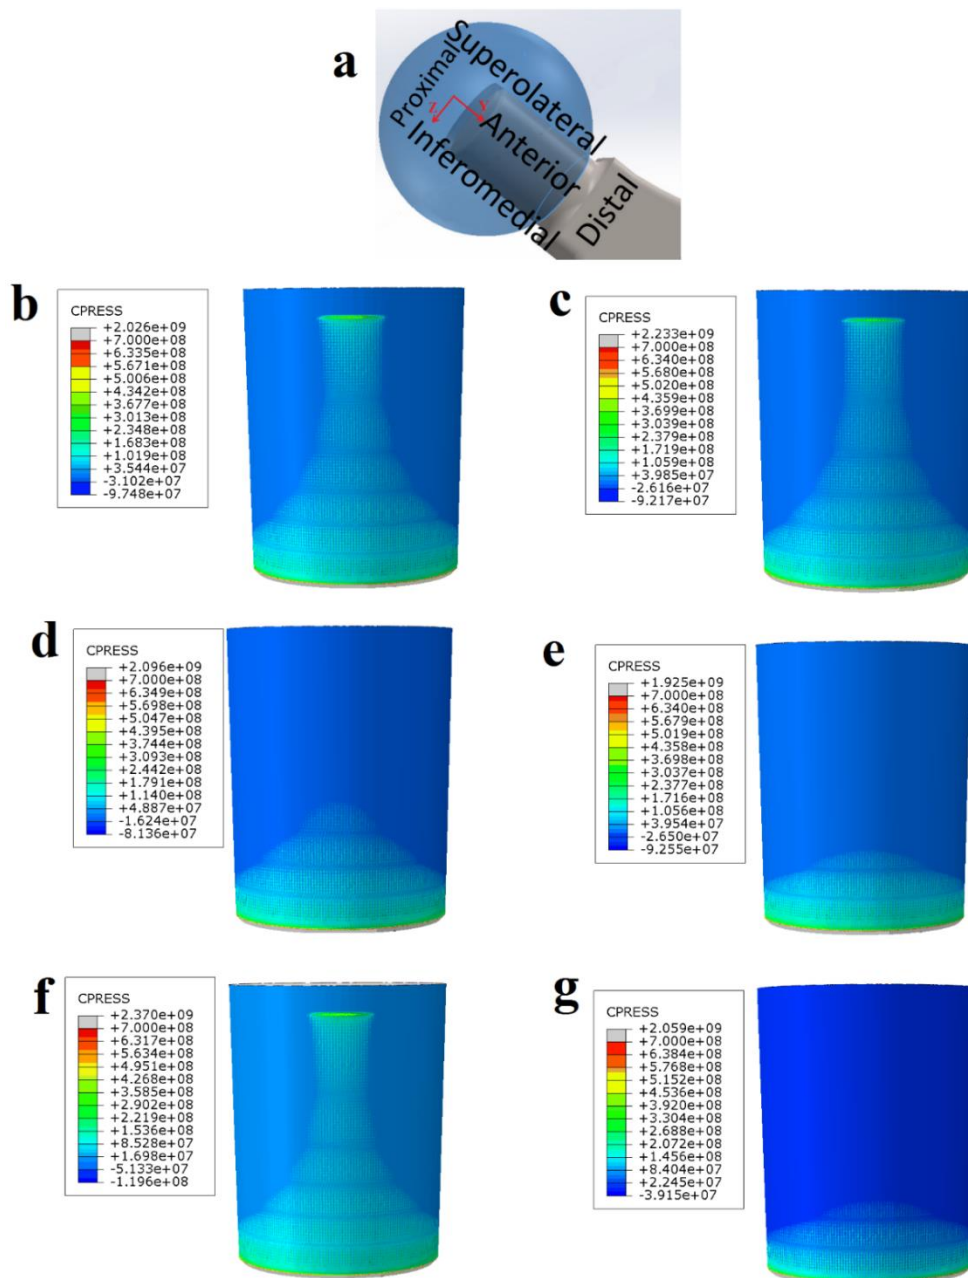 a
Superolateral
Proximal
Z
Y
Anterior
Inferomedial
Distal
b
CPRESS
+2.026e+09
+7.000e+08
+6.335e+08
+5.671e+08
+5.006e+08
+4.342e+08
+3.677e+08
+3.013e+08
+2.348e+08
+1.683e+08
+1.019e+08
+3.544e+07
-3.102e+07
-9.748e+07
c
CPRESS
+2.233e+09
+7.000e+08
+6.340e+08
+5.680e+08
+5.020e+08
+4.359e+08
+3.699e+08
+3.039e+08
+2.379e+08
+1.719e+08
+1.059e+08
+3.985e+07
-2.616e+07
-9.217e+07
d
CPRESS
+2.096e+09
+7.000e+08
+6.349e+08
+5.698e+08
+5.047e+08
+4.395e+08
+3.744e+08
+3.093e+08
+2.442e+08
+1.791e+08
+1.140e+08
+4.887e+07
-1.624e+07
-8.136e+07
e
CPRESS
+1.925e+09
+7.000e+08
+6.340e+08
+5.679e+08
+5.019e+08
+4.358e+08
+3.698e+08
+3.037e+08
+2.377e+08
+1.716e+08
+1.056e+08
+3.954e+07
-2.650e+07
-9.255e+07
f
CPRESS
+2.370e+09
+7.000e+08
+6.317e+08
+5.634e+08
+4.951e+08
+4.268e+08
+3.585e+08
+2.902e+08
+2.219e+08
+1.536e+08
+8.528e+07
+1.698e+07
-5.133e+07
-1.196e+08
g
CPRESS
+2.059e+09
+7.000e+08
+6.384e+08
+5.768e+08
+5.152e+08
+4.536e+08
+3.920e+08
+3.304e+08
+2.688e+08
+2.072e+08
+1.456e+08
+8.404e+07
+2.245e+07
-3.915e+07